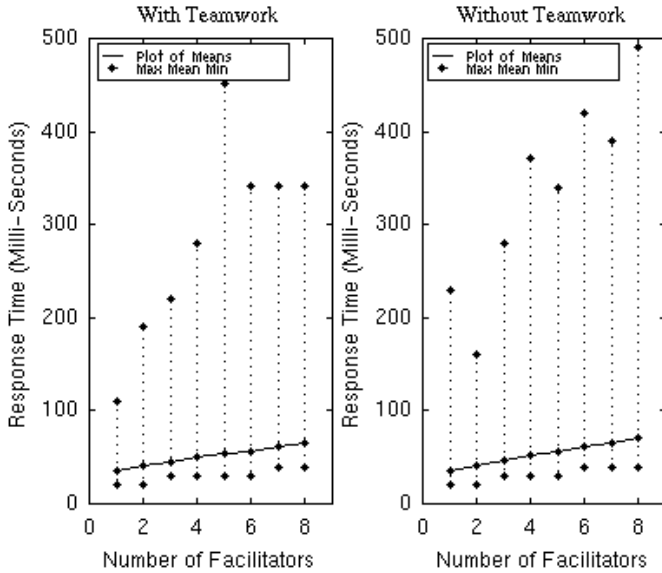 With Teamwork
Plot of Means
Max Mean Min
500
400
300
200
100
0
0 2 4 6 8
Response Time (Milli-Seconds)
Number of Facilitators
Without Teamwork
Plot of Means
Max Mean Min
500
400
300
200
100
0
0 2 4 6 8
Response Time (Milli-Seconds)
Number of Facilitators